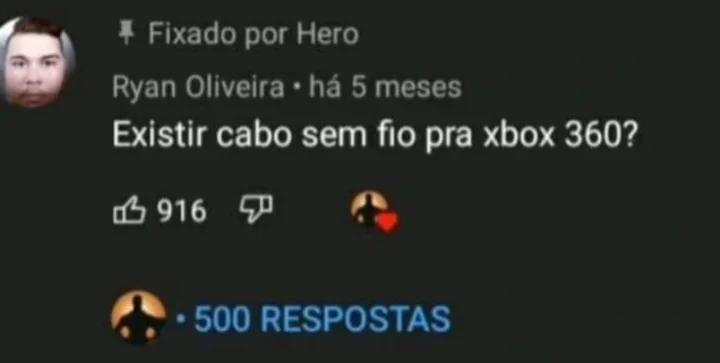 Fixado por Hero
Ryan Oliveira • há 5 meses
Existir cabo sem fio pra xbox 360?
916
• 500 RESPOSTAS